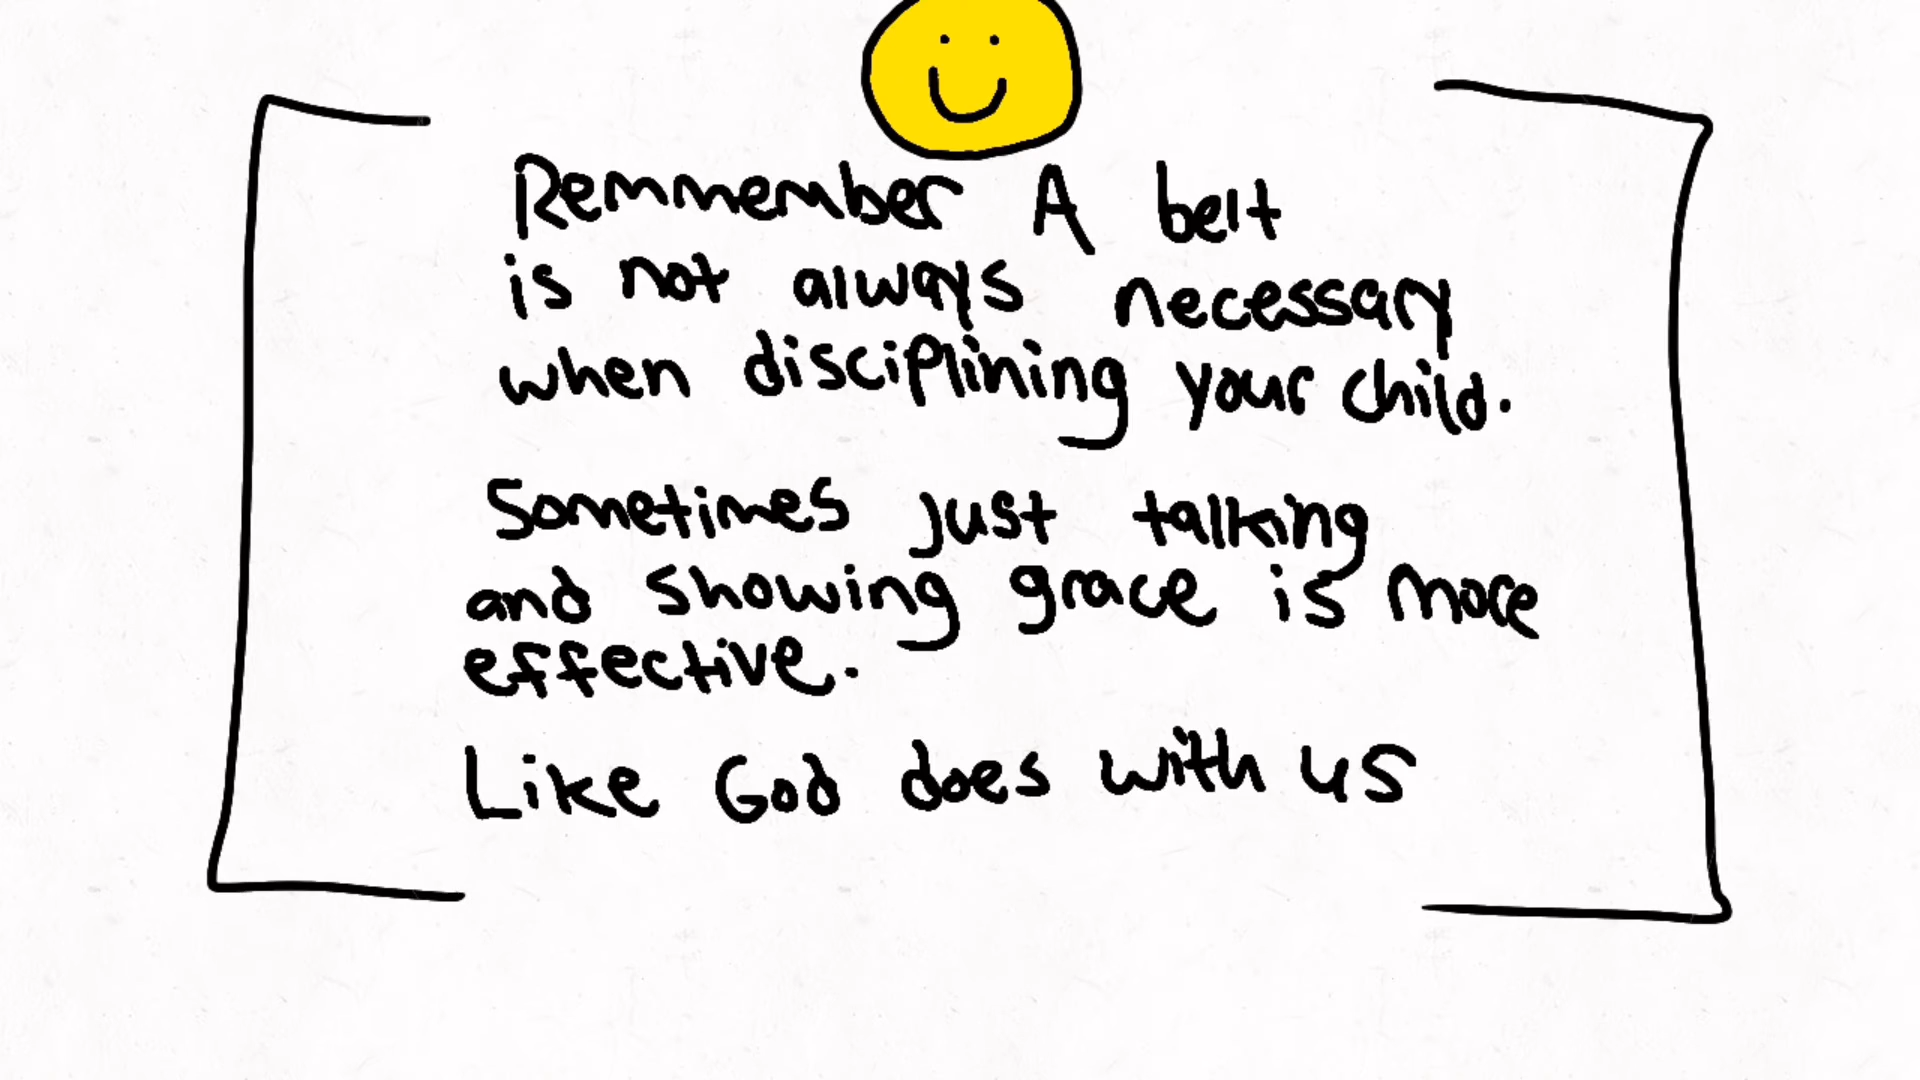 Remmember A belt
is not always necessary
when disciplining your child.
Sometimes just talking
and showing grace is more
effective.
Like God does with us